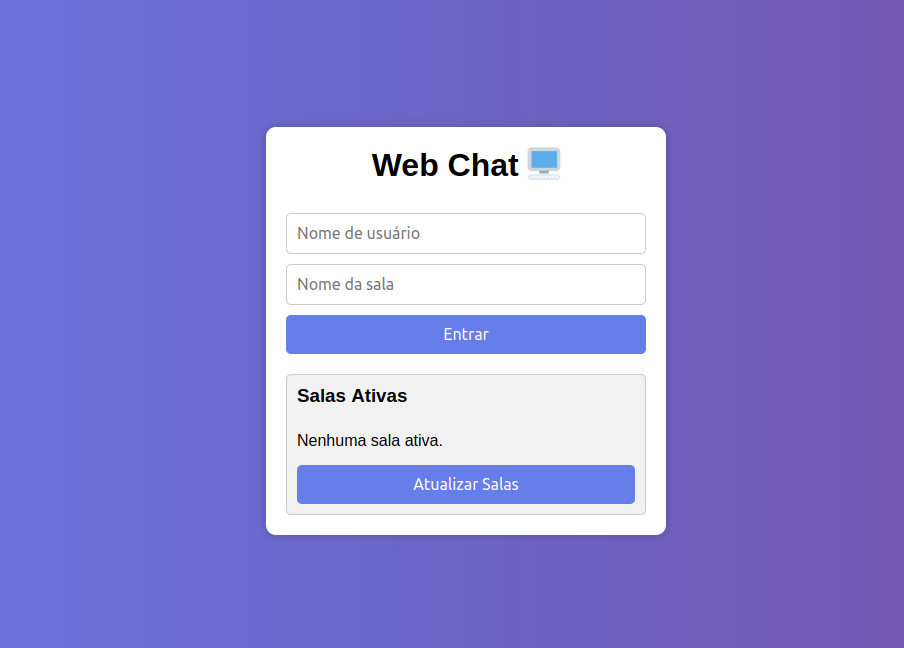 Web Chat 🖥️
Nome de usuário
Nome da sala
Entrar
Salas Ativas
Nenhuma sala ativa.
Atualizar Salas